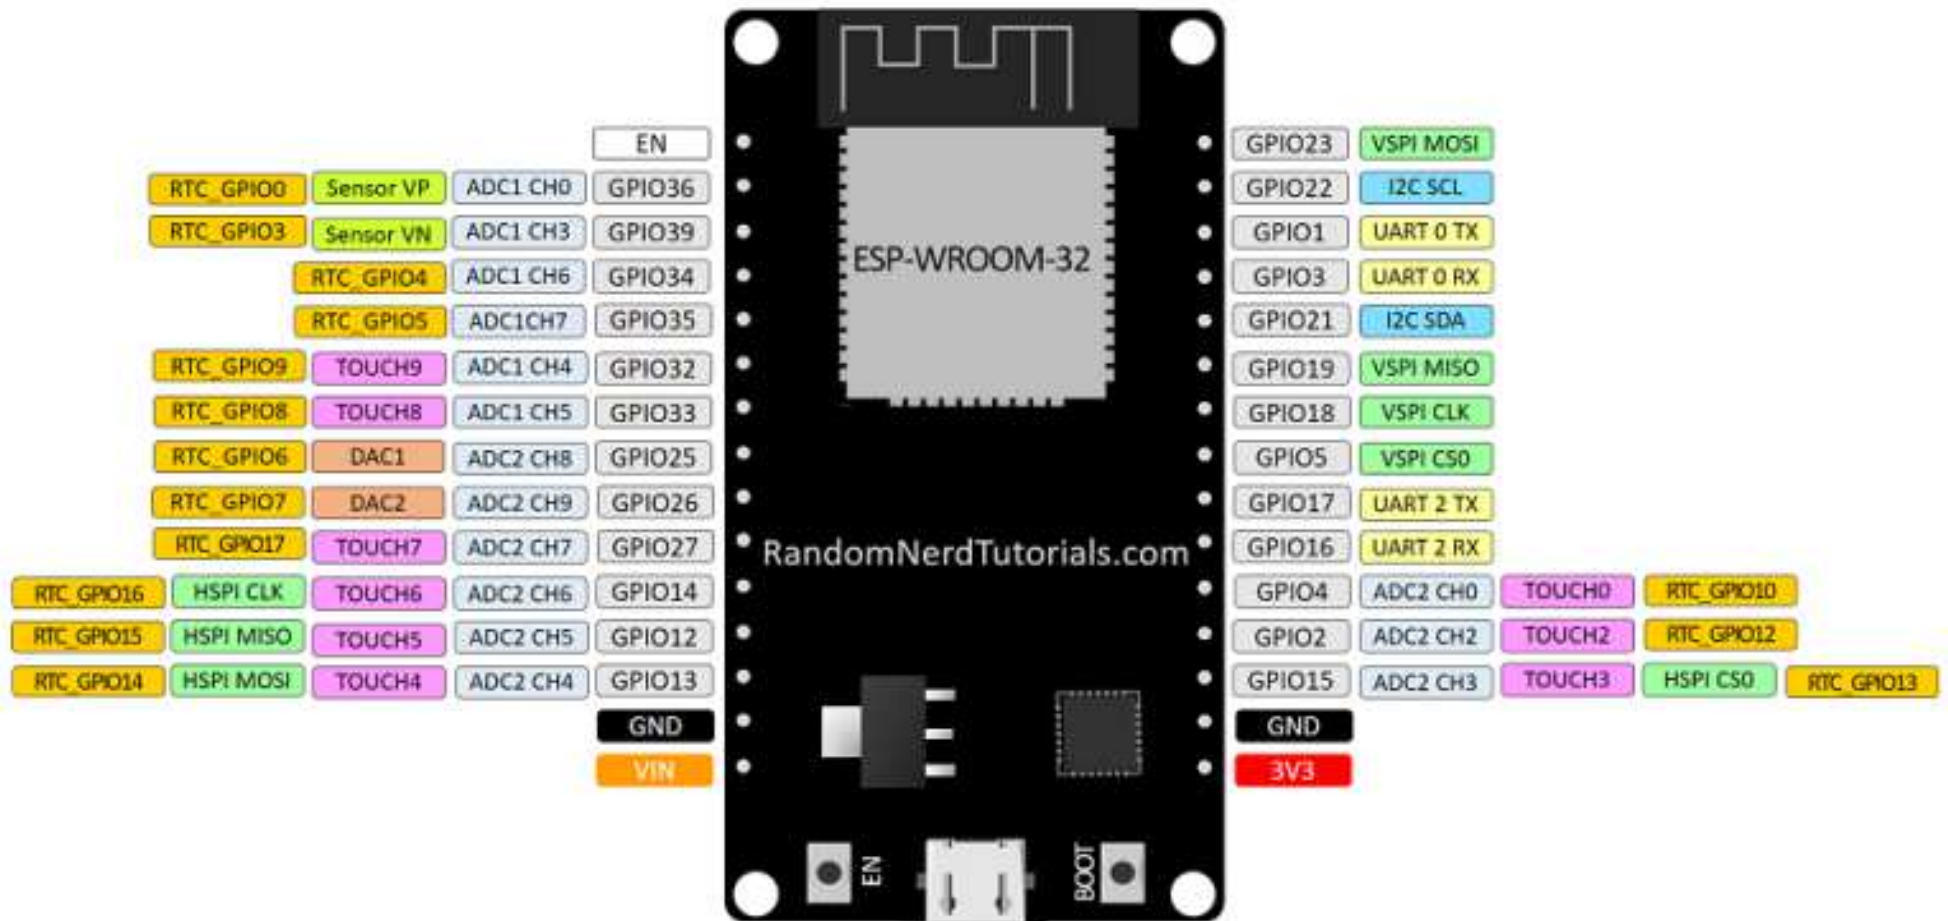 EN GPIO23 VSPI MOSI
RTC_GPIO0 Sensor VP ADC1 CH0 GPIO36 GPIO22 I2C SCL
RTC_GPIO3 Sensor VN ADC1 CH3 GPIO39 GPIO1 UART 0 TX
ESP-WROOM-32
RTC_GPIO4 ADC1 CH6 GPIO34 GPIO3 UART 0 RX
RTC_GPIO5 ADC1CH7 GPIO35 GPIO21 I2C SDA
RTC_GPIO9 TOUCH9 ADC1 CH4 GPIO32 GPIO19 VSPI MISO
RTC_GPIO8 TOUCH8 ADC1 CH5 GPIO33 GPIO18 VSPI CLK
RTC_GPIO6 DAC1 ADC2 CH8 GPIO25 GPIO5 VSPI CS0
RTC_GPIO7 DAC2 ADC2 CH9 GPIO26 GPIO17 UART 2 TX
RTC_GPIO17 TOUCH7 ADC2 CH7 GPIO27 RandomNerdTutorials.com GPIO16 UART 2 RX
RTC_GPIO16 HSPI CLK TOUCH6 ADC2 CH6 GPIO14 GPIO4 ADC2 CH0 TOUCH0 RTC_GPIO10
RTC_GPIO15 HSPI MISO TOUCH5 ADC2 CH5 GPIO12 GPIO2 ADC2 CH2 TOUCH2 RTC_GPIO12
RTC_GPIO14 HSPI MOSI TOUCH4 ADC2 CH4 GPIO13 GPIO15 ADC2 CH3 TOUCH3 HSPI CS0 RTC_GPIO13
GND GND
VIN 3V3
EN BOOT